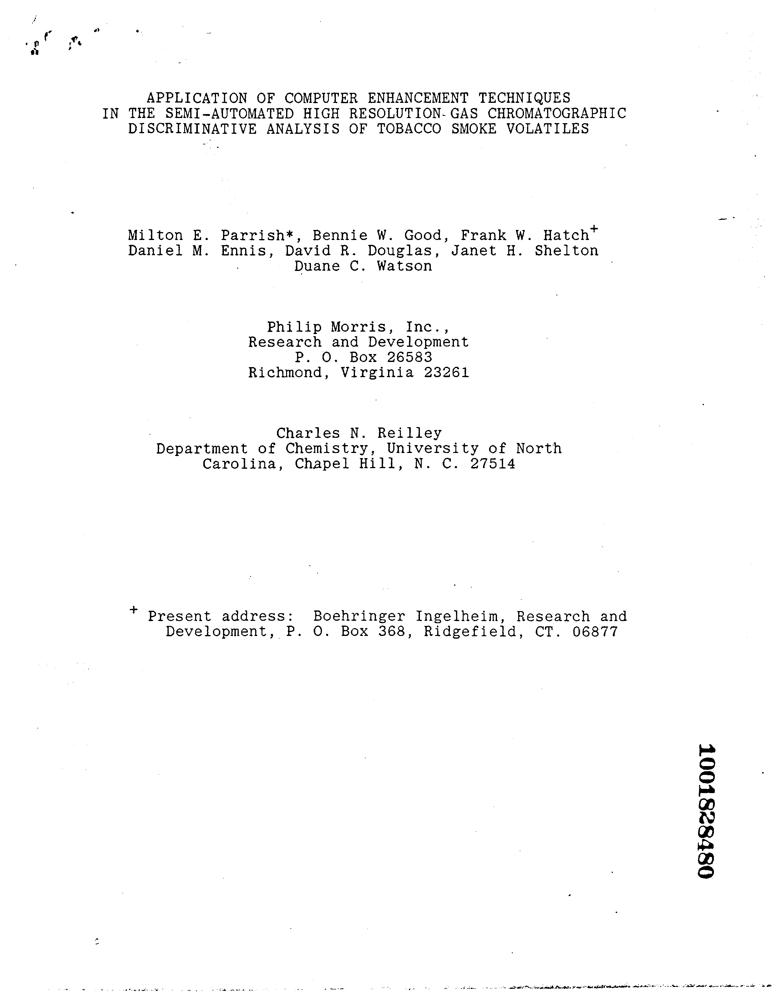 APPLICATION OF COMPUTER ENHANCEMENT TECHNIQUES
IN THE SEMI-AUTOMATED HIGH RESOLUTION GAS CHROMATOGRAPHIC
DISCRIMINATIVE ANALYSIS OF TOBACCO SMOKE VOLATILES
Milton E. Parrish*, Bennie W. Good, Frank W. Hatch+
Daniel M. Ennis, David R. Douglas, Janet H. Shelton
Duane C. Watson
Philip Morris, Inc.,
Research and Development
P. O. Box 26583
Richmond, Virginia 23261
Charles N. Reilley
Department of Chemistry, University of North
Carolina, Chapel Hill, N. C. 27514
+ Present address: Boehringer Ingelheim, Research and
Development, P. O. Box 368, Ridgefield, CT. 06877
1001828480